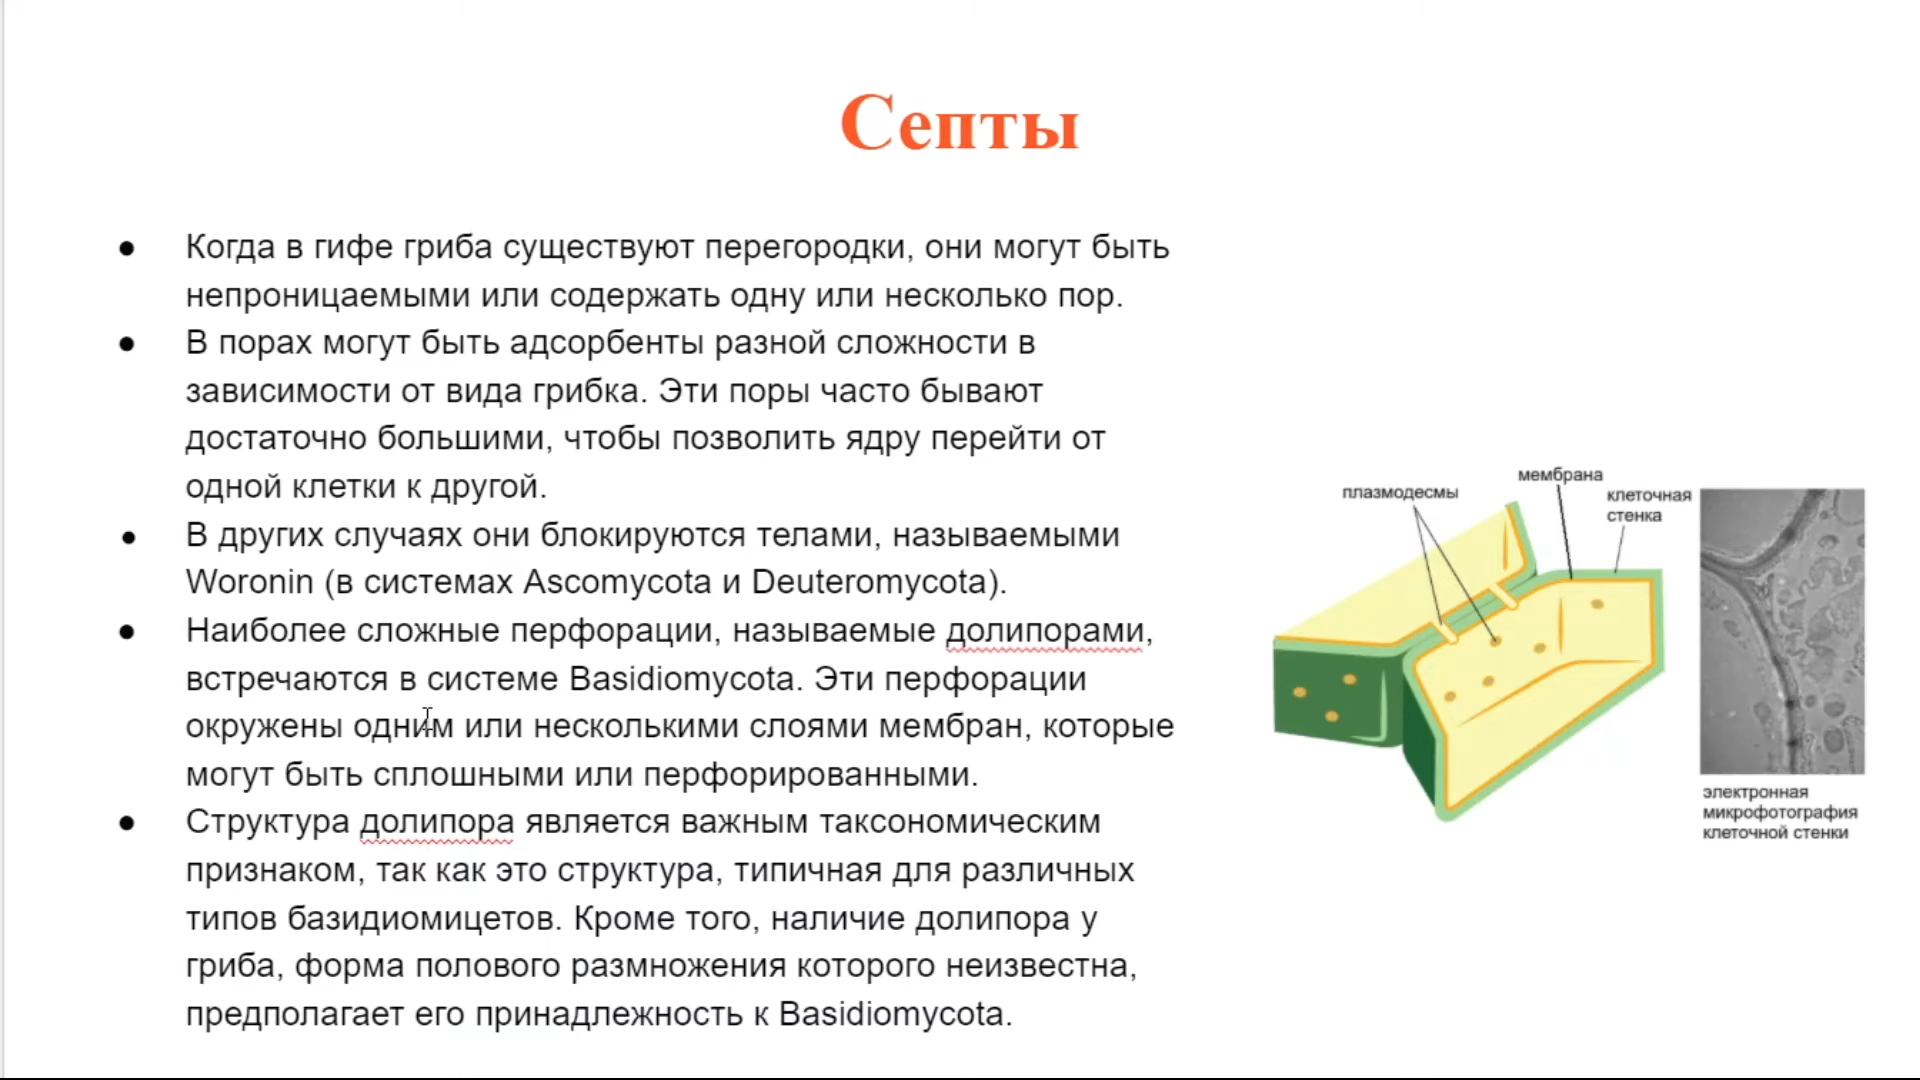 Септы
● Когда в гифе гриба существуют перегородки, они могут быть
непроницаемыми или содержать одну или несколько пор.
● В порах могут быть адсорбенты разной сложности в
зависимости от вида грибка. Эти поры часто бывают
достаточно большими, чтобы позволить ядру перейти от
одной клетки к другой.
● В других случаях они блокируются телами, называемыми
Woronin (в системах Ascomycota и Deuteromycota).
● Наиболее сложные перфорации, называемые долипорами,
встречаются в системе Basidiomycota. Эти перфорации
окружены одним или несколькими слоями мембран, которые
могут быть сплошными или перфорированными.
● Структура долипора является важным таксономическим
признаком, так как это структура, типичная для различных
типов базидиомицетов. Кроме того, наличие долипора у
гриба, форма полового размножения которого неизвестна,
предполагает его принадлежность к Basidiomycota.
плазмодесмы
мембрана
клеточная
стенка
электронная
микрофотография
клеточной стенки